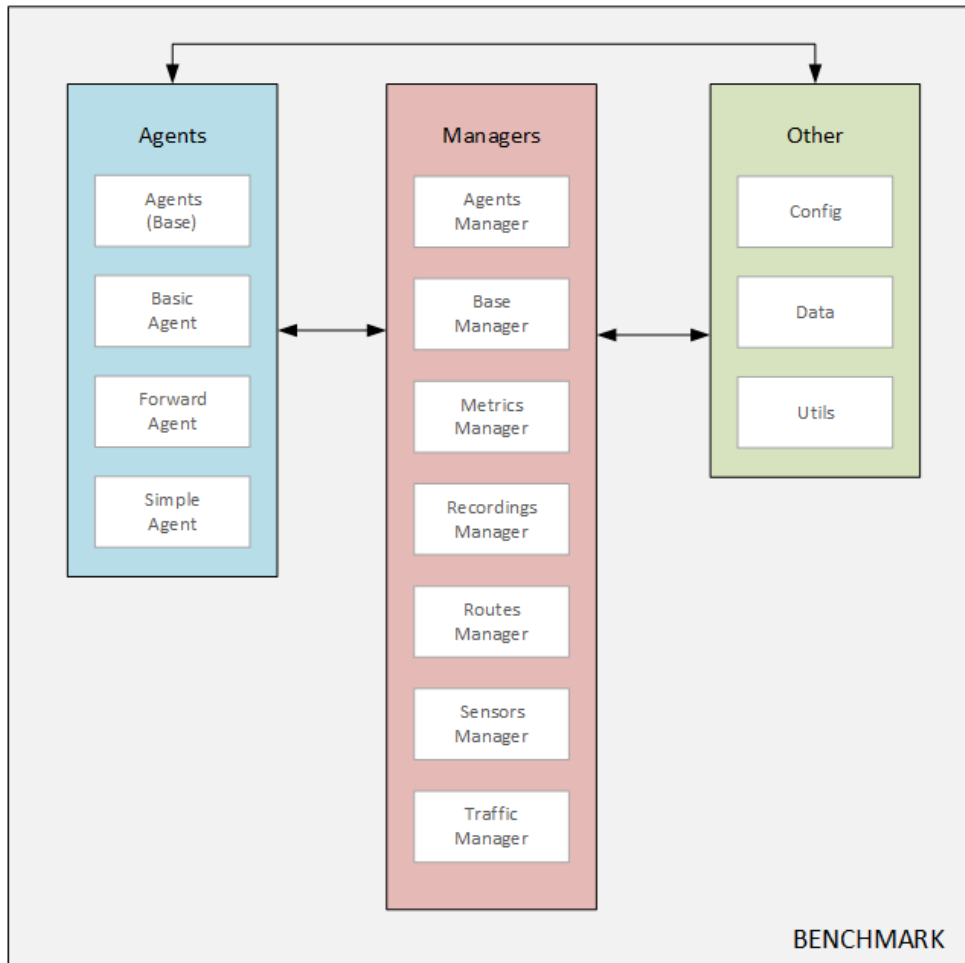 Agents
Agents
(Base)
Basic
Agent
Forward
Agent
Simple
Agent
Managers
Agents
Manager
Base
Manager
Metrics
Manager
Recordings
Manager
Routes
Manager
Sensors
Manager
Traffic
Manager
Other
Config
Data
Utils
BENCHMARK